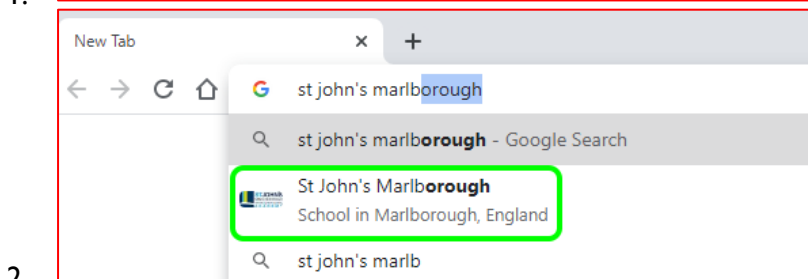 New Tab
st john's marlborough
st john's marlborough - Google Search
St John's Marlborough
School in Marlborough, England
st john's marlb
2.